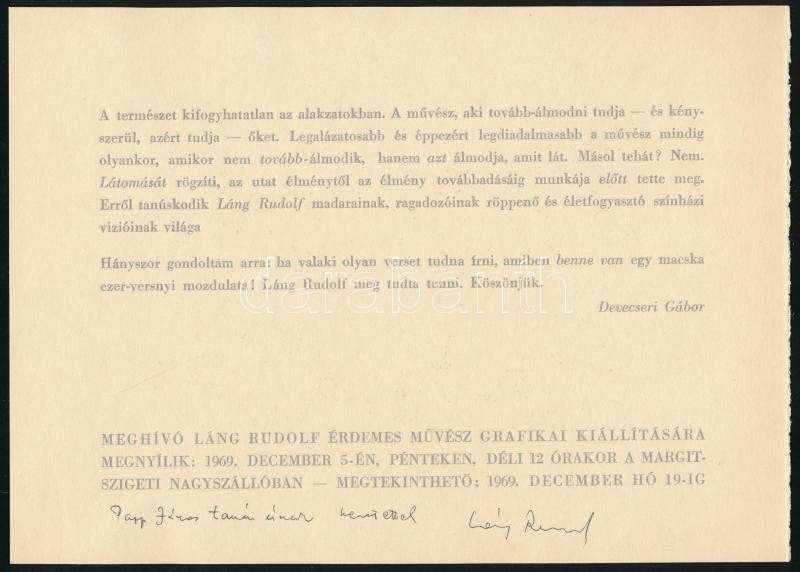 A természet kifogyhatatlan az alakzatokban. A művész, aki tovább-álmodni tudja — és kény-
szerül, azért tudja — őket. Legalázatosabb és éppezért legdiadalmasabb a művész mindig
olyankor, amikor nem tovább-álmodik, hanem azt álmodja, amit lát. Másol tehát? Nem.
Látomását rögzíti, az utat élménytől az élmény továbbadásáig munkája előtt tette meg.
Erről tanúskodik Láng Rudolf madarainak, ragadozóinak röppenő és életfogyasztó színházi
vizióinak világa
Hányszor gondoltam arra: ha valaki olyan verset tudna írni, amiben benne van egy macska
ezer-versnyi mozdulata! Láng Rudolf meg tudta tenni. Köszönjük.
darabanth
Devecseri Gábor
MEGHÍVÓ LÁNG RUDOLF ÉRDEMES MŰVÉSZ GRAFIKAI KIÁLLÍTÁSÁRA
MEGNYÍLIK: 1969. DECEMBER 5-ÉN, PÉNTEKEN, DÉLI 12 ÓRAKOR A MARGIT-
SZIGETI NAGYSZÁLLÓBAN — MEGTEKINTHETŐ: 1969. DECEMBER HÓ 19-IG
Papp János tanár úrnak szeretettel Láng Rudolf